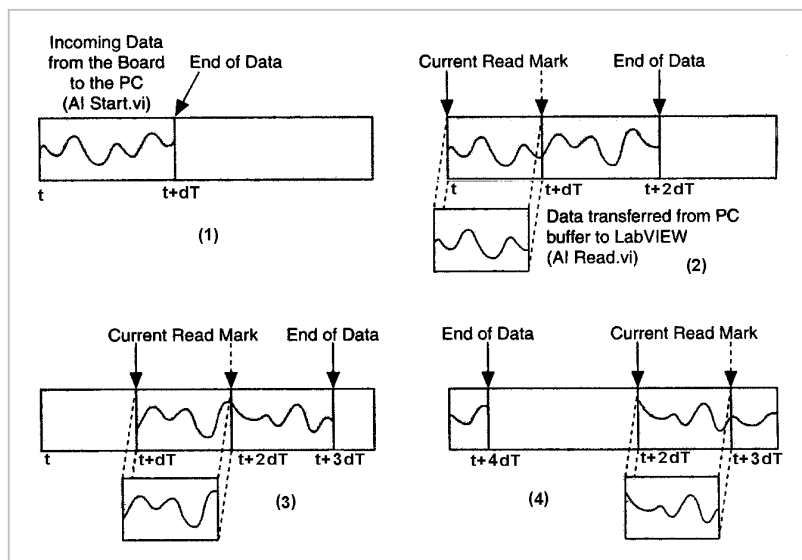 Incoming Data
from the Board
to the PC
(AI Start.vi)
End of Data
t
t+dT
(1)
Current Read Mark
End of Data
t
t+dT
t+2dT
Data transferred from PC
buffer to LabVIEW
(AI Read.vi)
(2)
Current Read Mark
End of Data
t
t+dT
t+2dT
t+3dT
(3)
End of Data
Current Read Mark
t+4dT
t+2dT
t+3dT
(4)